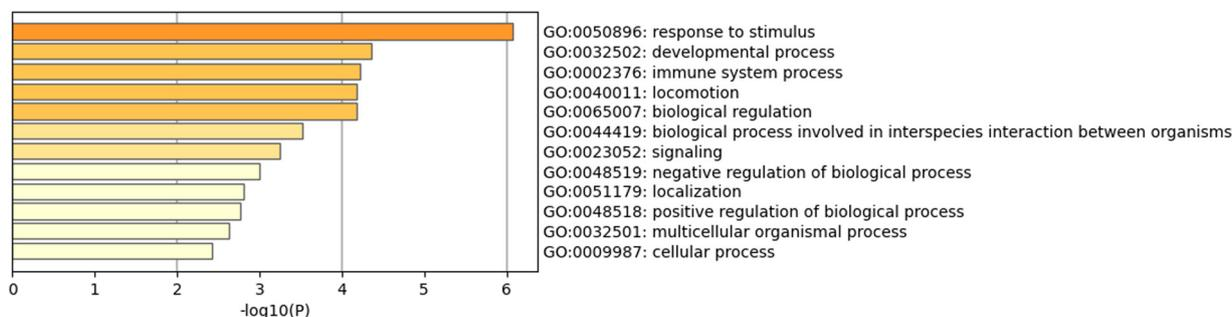 GO:0050896: response to stimulus
GO:0032502: developmental process
GO:0002376: immune system process
GO:0040011: locomotion
GO:0065007: biological regulation
GO:0044419: biological process involved in interspecies interaction between organisms
GO:0023052: signaling
GO:0048519: negative regulation of biological process
GO:0051179: localization
GO:0048518: positive regulation of biological process
GO:0032501: multicellular organismal process
GO:0009987: cellular process
0 1 2 3 4 5 6
-log10(P)